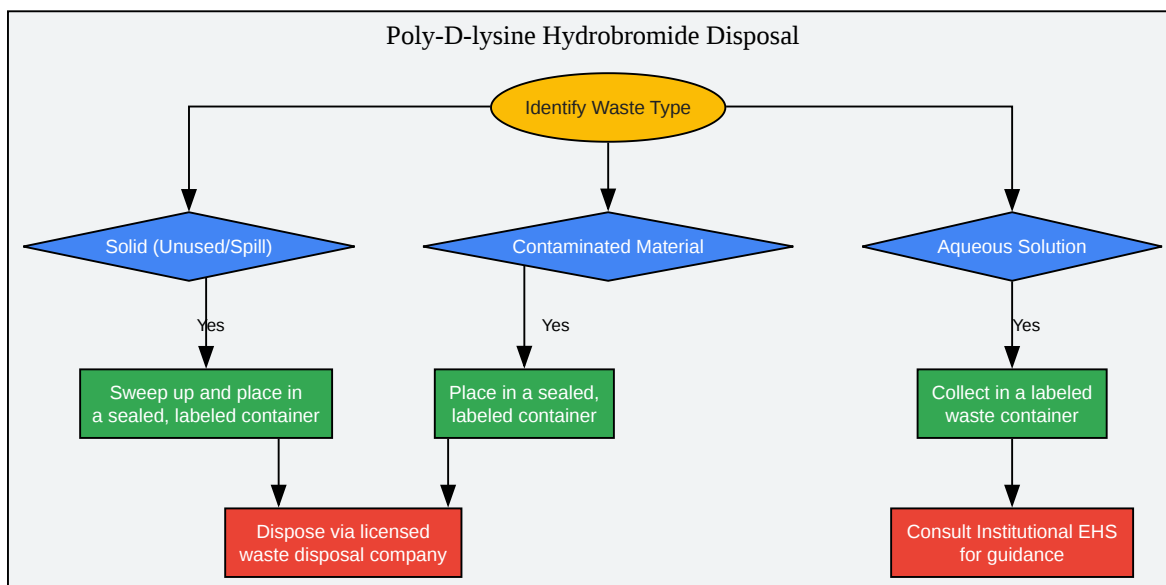 Poly-D-lysine Hydrobromide Disposal
Identify Waste Type
Solid (Unused/Spill)
Contaminated Material
Aqueous Solution
Yes
Yes
Yes
Sweep up and place in
a sealed, labeled container
Place in a sealed,
labeled container
Collect in a labeled
waste container
Dispose via licensed
waste disposal company
Consult Institutional EHS
for guidance